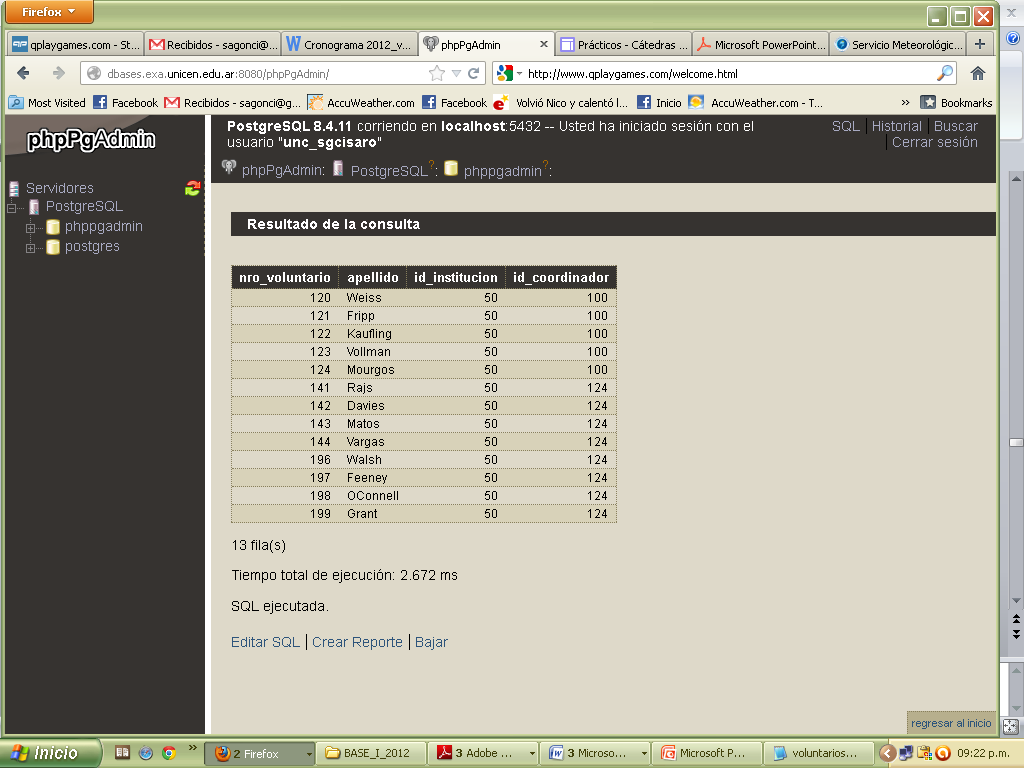 Firefox
qplaygames.com - St...
Recibidos - sagonci@...
Cronograma 2012_v...
phpPgAdmin
Prácticos - Cátedras ...
Microsoft PowerPoint...
Servicio Meteorológic...
dbases.exa.unicen.edu.ar:8080/phpPgAdmin/
http://www.qplaygames.com/welcome.html
Most Visited
Facebook
Recibidos - sagonci@g...
AccuWeather.com
Facebook
Volvió Nico y calentó l...
Inicio
AccuWeather.com - T...
»
Bookmarks
phpPgAdmin
Servidores
PostgreSQL
phppgadmin
postgres
PostgreSQL 8.4.11 corriendo en localhost:5432 -- Usted ha iniciado sesión con el
usuario "unc_sgcisaro"
SQL | Historial | Buscar
| Cerrar sesión
phpPgAdmin: PostgreSQL?: phppgadmin?:
Resultado de la consulta
nro_voluntario apellido id_institucion id_coordinador
120 Weiss 50 100
121 Fripp 50 100
122 Kaufling 50 100
123 Vollman 50 100
124 Mourgos 50 100
141 Rajs 50 124
142 Davies 50 124
143 Matos 50 124
144 Vargas 50 124
196 Walsh 50 124
197 Feeney 50 124
198 OConnell 50 124
199 Grant 50 124
13 fila(s)
Tiempo total de ejecución: 2.672 ms
SQL ejecutada.
Editar SQL | Crear Reporte | Bajar
regresar al inicio
Inicio
»
2 Firefox
BASE_I_2012
3 Adobe ...
3 Microso...
Microsoft P...
voluntarios...
09:22 p.m.